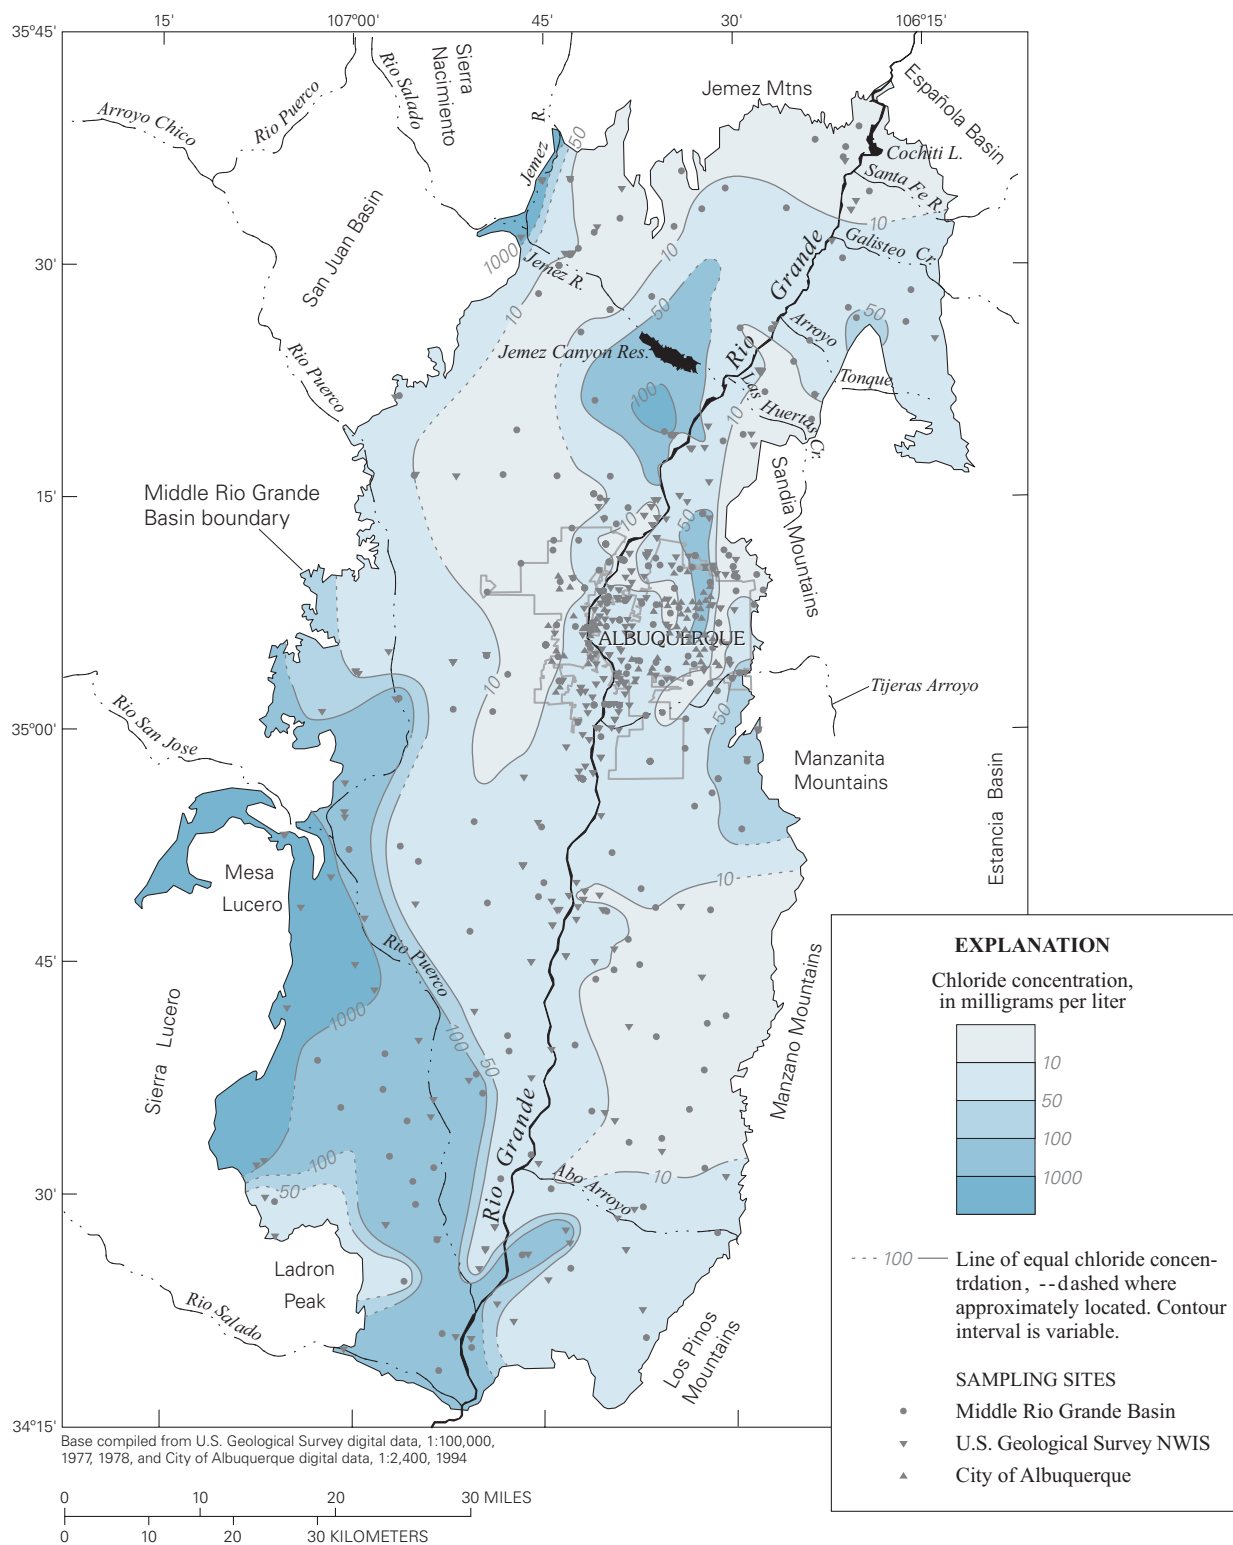 15'
107°00'
45'
30'
106°15'
35°45'
30'
15'
35°00'
45'
30'
34°15'
Sierra
Nacimiento
Rio Salado
Rio Puerco
Arroyo Chico
Jemez R.
50
Jemez Mtns
Española Basin
Cochiti L.
Santa Fe R.
10
Galisteo Cr.
San Juan Basin
1000
Jemez R.
10
10
Rio Grande
50
50
Arroyo
Tonque
Jemez Canyon Res.
Rio Puerco
100
Las Huertas Cr.
10
Sandia Mountains
Middle Rio Grande
Basin boundary
10
50
ALBUQUERQUE
10
Tijeras Arroyo
50
Rio San Jose
Manzanita
Mountains
Estancia Basin
Mesa
Lucero
10
Rio Puerco
Manzano Mountains
Sierra Lucero
1000
100
50
Rio Grande
100
50
10
Abo Arroyo
Ladron
Peak
Rio Salado
Los Pinos
Mountains
EXPLANATION
Chloride concentration,
in milligrams per liter
10
50
100
1000
100
Line of equal chloride concen-
trdation, --dashed where
approximately located. Contour
interval is variable.
SAMPLING SITES
Middle Rio Grande Basin
U.S. Geological Survey NWIS
City of Albuquerque
Base compiled from U.S. Geological Survey digital data, 1:100,000,
1977, 1978, and City of Albuquerque digital data, 1:2,400, 1994
0 10 20 30 MILES
0 10 20 30 KILOMETERS